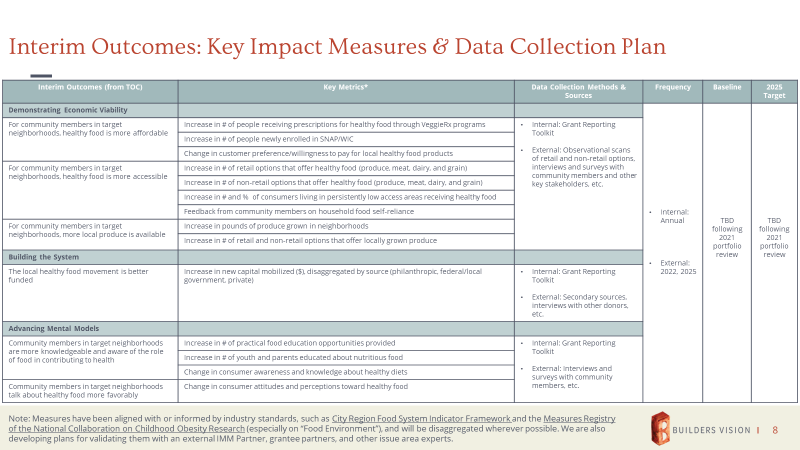 Interim Outcomes: Key Impact Measures & Data Collection Plan
Interim Outcomes (from TOC)
Key Metrics*
Data Collection Methods &
Sources
Frequency
Baseline
2025
Target
Demonstrating Economic Viability
For community members in target
neighborhoods, healthy food is more affordable
Increase in # of people receiving prescriptions for healthy food through VeggieRx programs
Increase in # of people newly enrolled in SNAP/WIC
Change in customer preference/willingness to pay for local food products
For community members in target
neighborhoods, healthy food is more accessible
Increase in # of retail options that offer healthy food (produce, meat, dairy, and grain)
Increase in # of non-retail options that offer healthy food (produce, meat, dairy, and grain)
Increase in # and % of consumers living in persistently low access areas receiving healthy food
Feedback from community members on household food self-reliance
For community members in target
neighborhoods, more local produce is available
Increase in pounds of produce grown in neighborhoods
Increase in # of retail and non-retail options that offer locally grown produce
• Internal: Grant Reporting
Toolkit
• External: Observational scans
of retail and non-retail options,
interviews and surveys with
community members and other
key stakeholders, etc.
• Internal:
Annual
• External:
2022, 2025
TBD
following
2021
portfolio
review
TBD
following
2021
portfolio
review
Building the System
The local healthy food movement is better
funded
Increase in new capital mobilized ($), disaggregated by source (philanthropic, federal/local
government, private)
• Internal: Grant Reporting
Toolkit
• External: Secondary sources,
interviews with other donors,
etc.
Advancing Mental Models
Community members in target neighborhoods
are more knowledgeable and aware of the role
of food in contributing to health
Increase in # of practical food education opportunities provided
Increase in # of youth and parents educated about nutritious food
Change in consumer awareness and knowledge about healthy diets
Community members in target neighborhoods
talk about healthy food more favorably
Change in consumer attitudes and perceptions toward healthy food
• Internal: Grant Reporting
Toolkit
• External: Interviews and
surveys with community
members, etc.
Note: Measures have been aligned with or informed by industry standards, such as City Region Food System Indicator Framework and the Measures Registry
of the National Collaboration on Childhood Obesity Research (especially on "Food Environment"), and will be disaggregated wherever possible. We are also
developing plans for validating them with an external IMM Partner, grantee partners, and other issue area experts.
BUILDERS VISION | 8